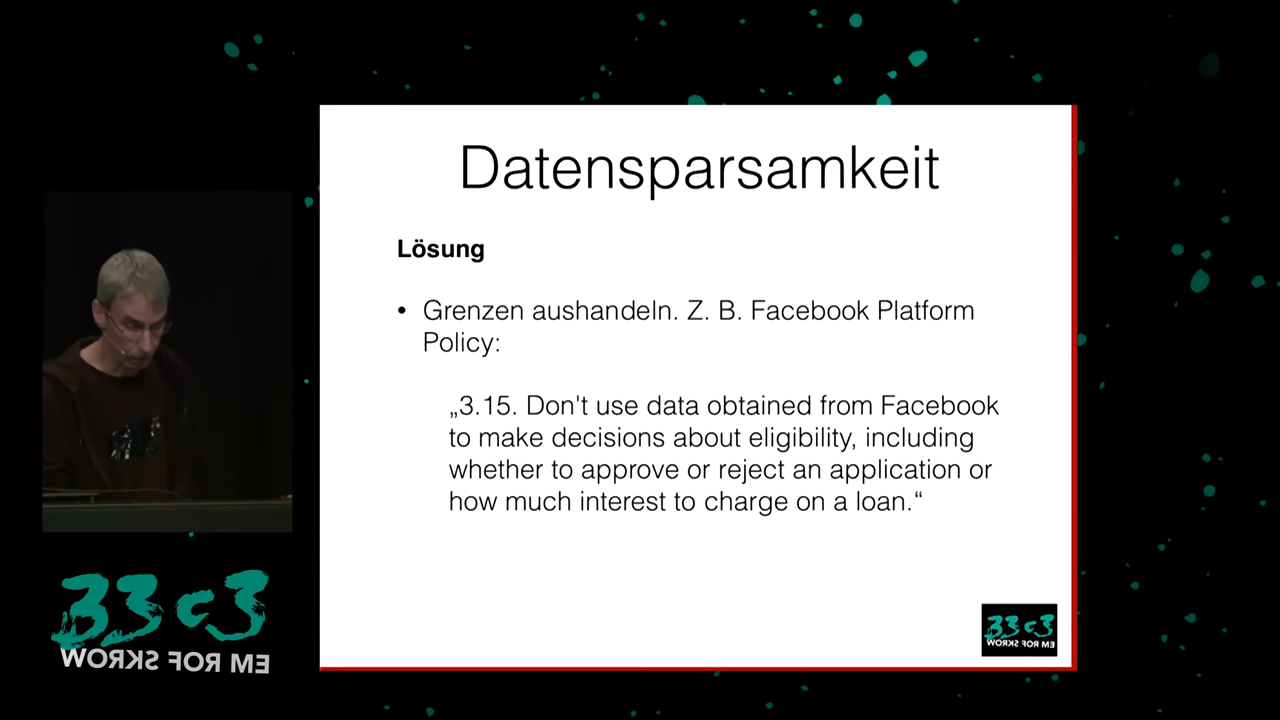 Datensparsamkeit
Lösung
• Grenzen aushandeln. Z. B. Facebook Platform
Policy:
„3.15. Don't use data obtained from Facebook
to make decisions about eligibility, including
whether to approve or reject an application or
how much interest to charge on a loan.“
33c3
WORKS FOR ME
33c3
WORKS FOR ME